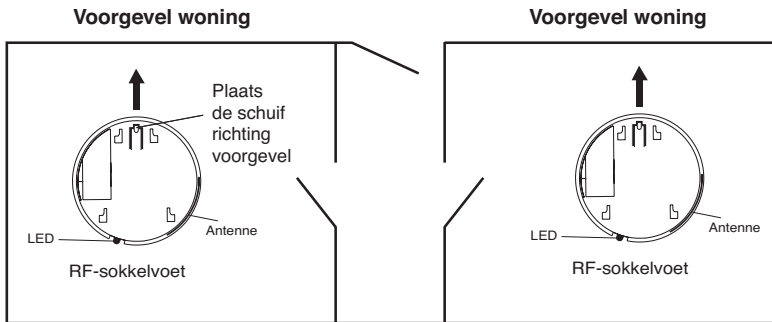 Voorgevel woning
Voorgevel woning
Plaats
de schuif
richting
voorgevel
LED
Antenne
RF-sokkelvoet
LED
Antenne
RF-sokkelvoet